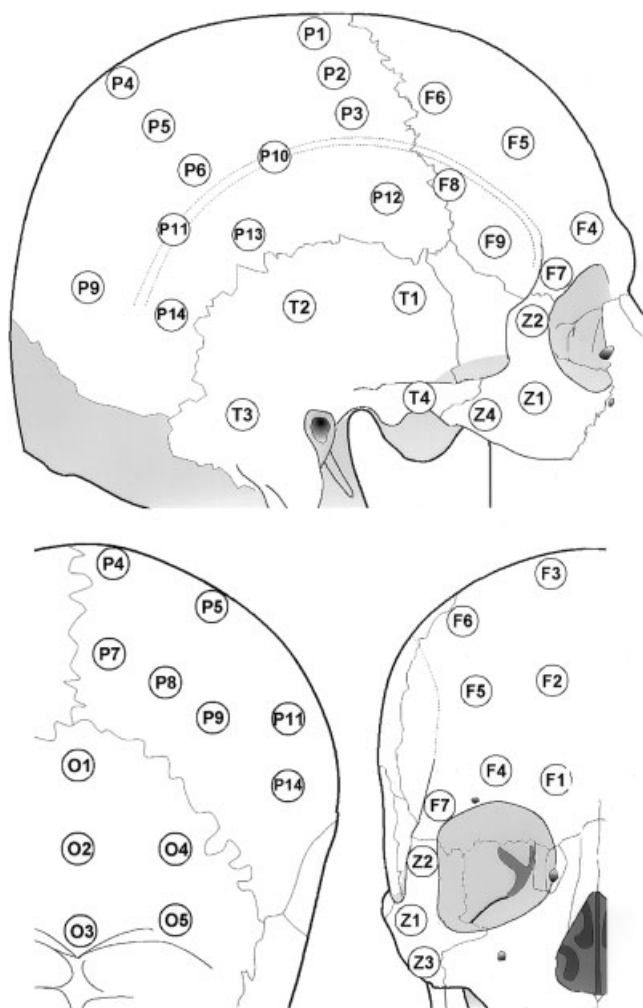 P1
P4 P2 F6
P5 P3 F5
P6 P10 F8
P12 F4
P11 P13 F9
P9 F7
P14 T2 T1 Z2
T3 T4 Z4 Z1
P4 F3
P5 F6
P7 P8 F5 F2
P9 P11
O1 P14 F4 F1
F7
O2 O4 Z2
O3 O5 Z1
Z3